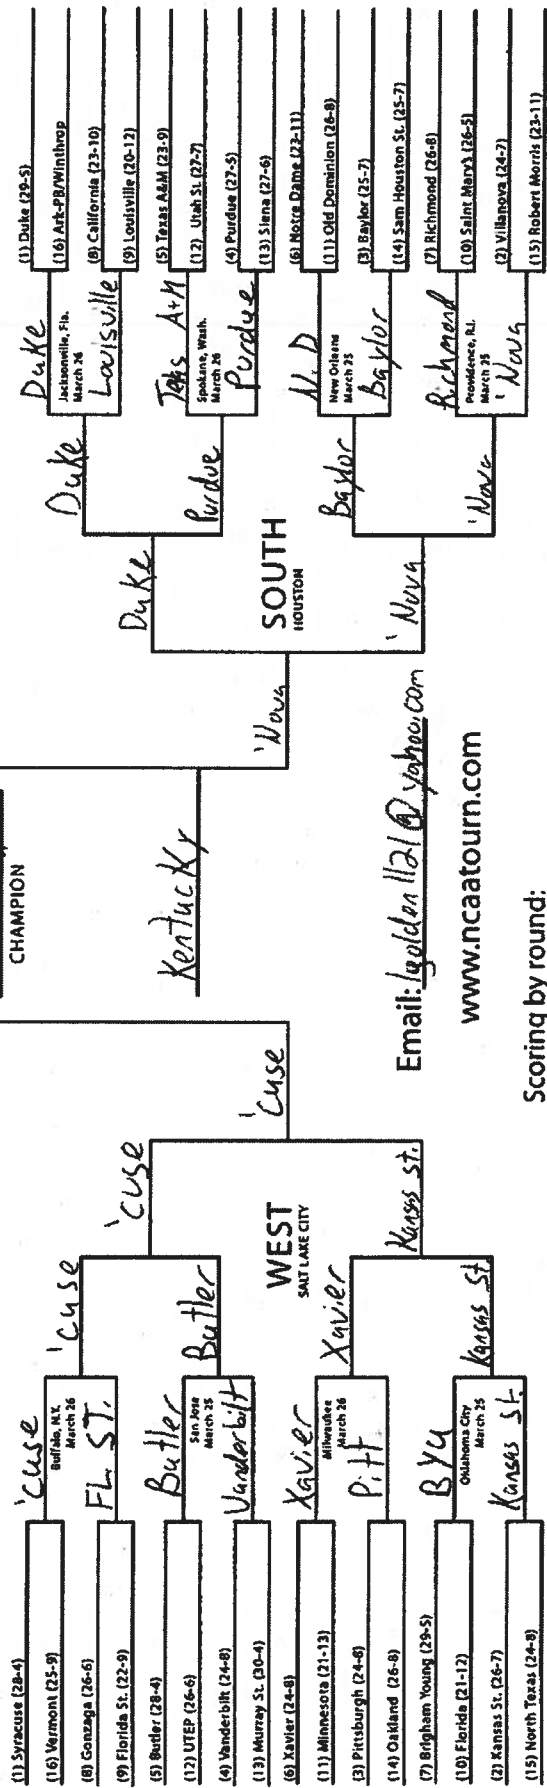 (1) Syracuse (28-4)
(16) Vermont (25-9)
(8) Gonzaga (26-6)
(9) Florida St. (22-9)
(5) Butler (28-4)
(12) UTEP (26-6)
(4) Vanderbilt (24-8)
(13) Murray St. (30-4)
(6) Xavier (24-8)
(11) Minnesota (21-13)
(3) Pittsburgh (24-8)
(14) Oakland (26-8)
(7) Brigham Young (29-5)
(10) Florida (21-12)
(2) Kansas St. (26-7)
(15) North Texas (24-8)
'cuse
Buffalo, N.Y.
March 26
FL ST.
Butler
San Jose
March 25
Vanderbilt
Xavier
Milwaukee
March 26
Pitt
BYU
Oklahoma City
March 25
Kansas St.
'cuse
Butler
Xavier
Kansas St
'cuse
Kansas St.
WEST
SALT LAKE CITY
'cuse
CHAMPION
Kentucky
Email: lgolden1121@yahoo.com
www.ncaatourn.com
Scoring by round:
'Nova
Duke
'Nova
SOUTH
HOUSTON
Duke
Purdue
Baylor
'Nova
Duke
Jacksonville, Fla.
March 26
Louisville
Texas A+M
Spokane, Wash.
March 26
Purdue
N.D
New Orleans
March 25
Baylor
Richmond
Providence, R.I.
March 25
'Nova
(1) Duke (29-5)
(16) Ark-PB/Winthrop
(8) California (23-10)
(9) Louisville (20-12)
(5) Texas A&M (23-9)
(12) Utah St. (27-7)
(4) Purdue (27-5)
(13) Siena (27-6)
(6) Notre Dame (23-11)
(11) Old Dominion (26-8)
(3) Baylor (25-7)
(14) Sam Houston St. (25-7)
(7) Richmond (26-8)
(10) Saint Mary's (26-5)
(2) Villanova (24-7)
(15) Robert Morris (23-11)